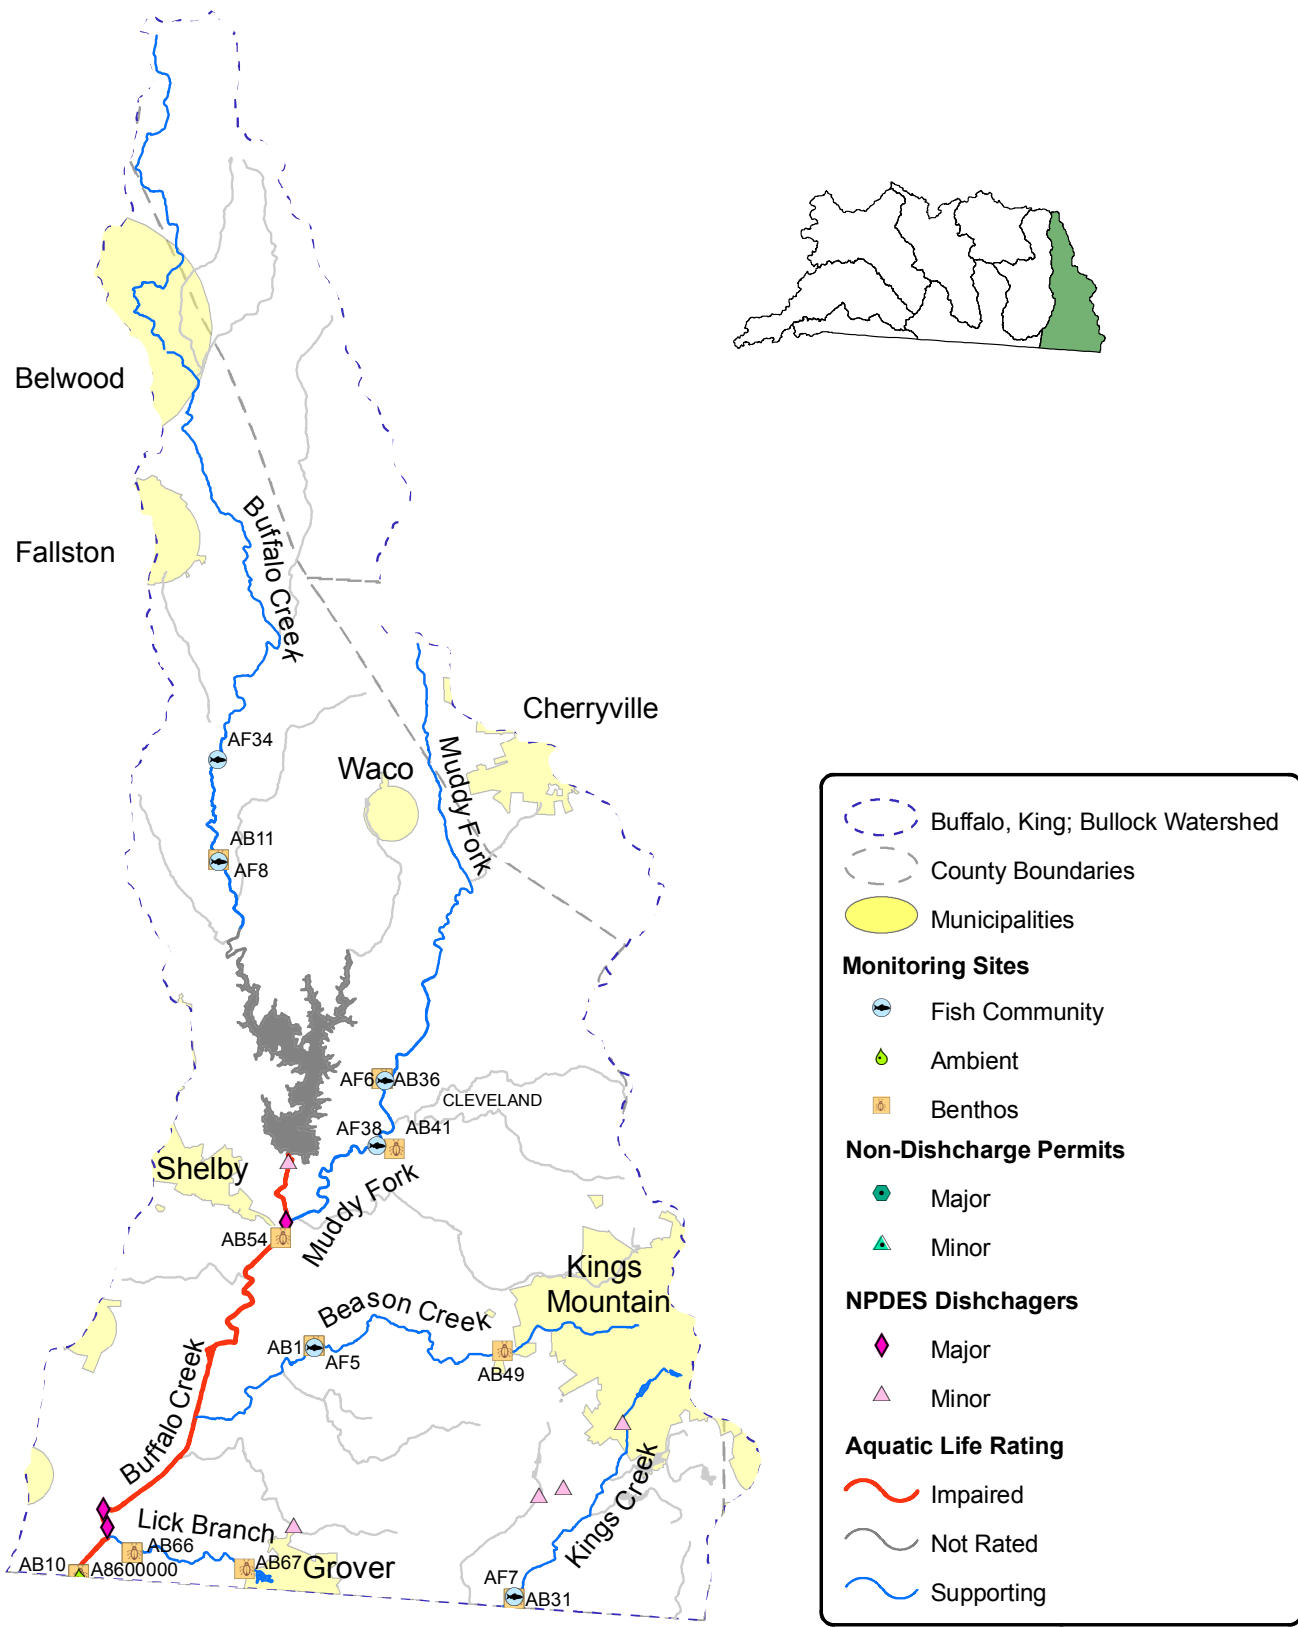 Belwood
Fallston
Buffalo Creek
Cherryville
AF34
Waco
Muddy Fork
AB11
AF8
AF6
AB36
CLEVELAND
AF38
AB41
Shelby
Muddy Fork
AB54
Kings
Mountain
Beason Creek
AB1
AF5
AB49
Buffalo Creek
Kings Creek
Lick Branch
AB66
AB10
A8600000
AB67
Grover
AF7
AB31
Buffalo, King; Bullock Watershed
County Boundaries
Municipalities
Monitoring Sites
Fish Community
Ambient
Benthos
Non-Dishcharge Permits
Major
Minor
NPDES Dishchagers
Major
Minor
Aquatic Life Rating
Impaired
Not Rated
Supporting